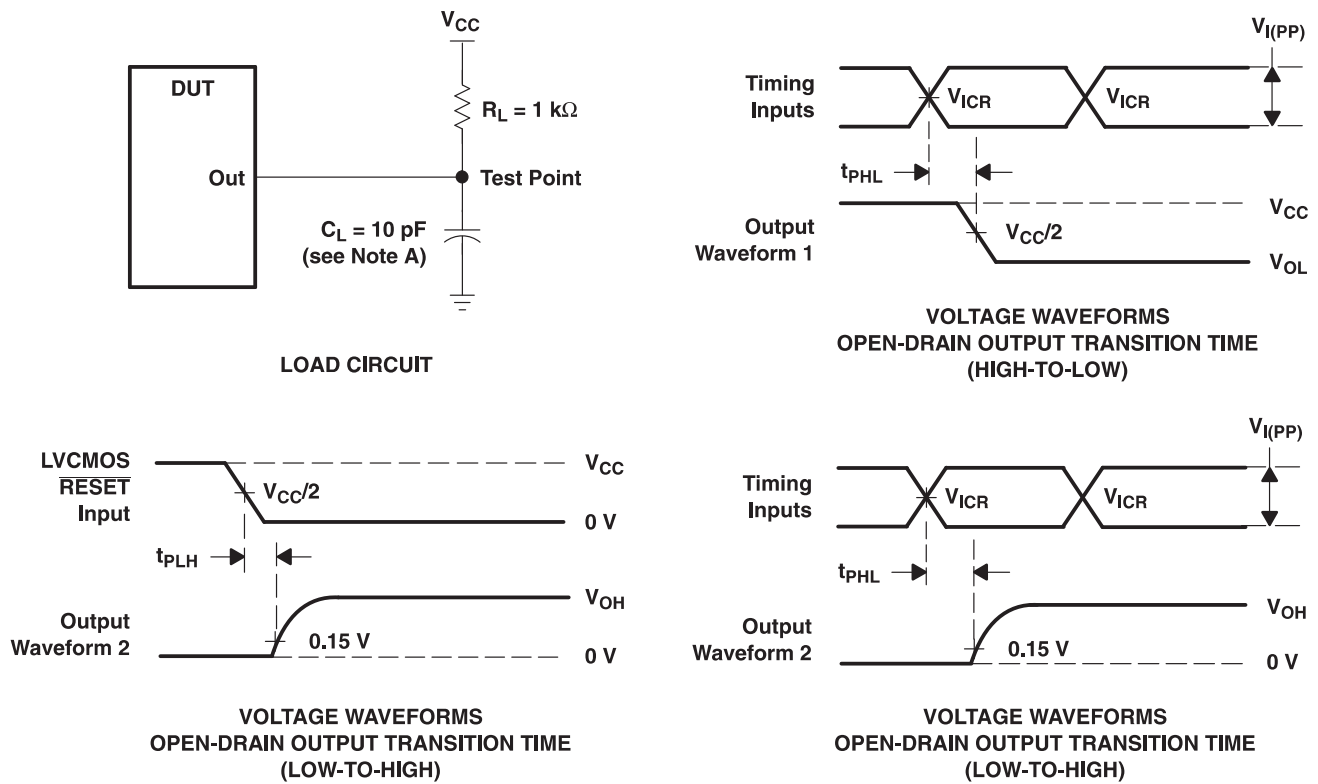 VCC
DUT
RL = 1 kΩ
Out
Test Point
CL = 10 pF
(see Note A)
LOAD CIRCUIT
VI(PP)
Timing
Inputs
VICR
VICR
tPHL
VCC
Output
Waveform 1
VCC/2
VOL
VOLTAGE WAVEFORMS
OPEN-DRAIN OUTPUT TRANSITION TIME
(HIGH-TO-LOW)
LVCMOS
RESET
Input
VCC
VCC/2
0 V
tPLH
VOH
Output
Waveform 2
0.15 V
0 V
VOLTAGE WAVEFORMS
OPEN-DRAIN OUTPUT TRANSITION TIME
(LOW-TO-HIGH)
VI(PP)
Timing
Inputs
VICR
VICR
tPHL
VOH
Output
Waveform 2
0.15 V
0 V
VOLTAGE WAVEFORMS
OPEN-DRAIN OUTPUT TRANSITION TIME
(LOW-TO-HIGH)